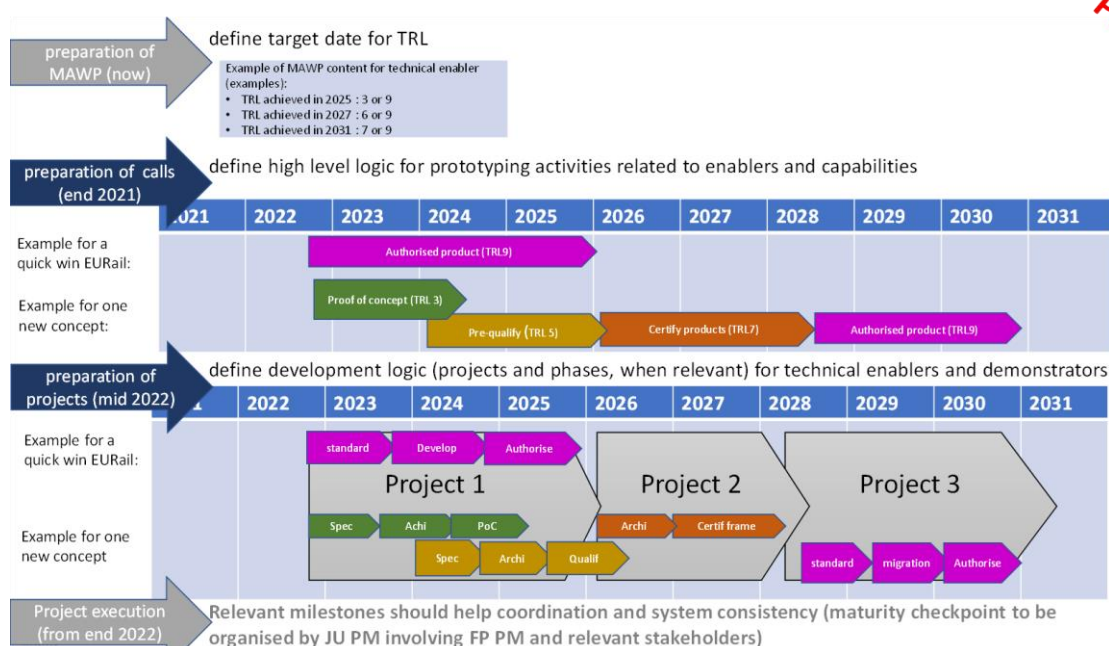 preparation of
MAWP (now)
define target date for TRL
Example of MAWP content for technical enabler
(examples):
• TRL achieved in 2025 : 3 or 9
• TRL achieved in 2027 : 6 or 9
• TRL achieved in 2031 : 7 or 9
preparation of calls
(end 2021)
define high level logic for prototyping activities related to enablers and capabilities
2021 2022 2023 2024 2025 2026 2027 2028 2029 2030 2031
Example for a
quick win EURail:
Authorised product (TRL9)
Example for one
new concept:
Proof of concept (TRL 3)
Pre-qualify (TRL 5)
Certify products (TRL7)
Authorised product (TRL9)
preparation of
projects (mid 2022)
define development logic (projects and phases, when relevant) for technical enablers and demonstrators
2022 2023 2024 2025 2026 2027 2028 2029 2030 2031
Example for a
quick win EURail:
standard Develop Authorise
Project 1 Project 2 Project 3
Example for one
new concept
Spec Achi PoC
Archi Certif frame
Spec Archi Qualif
standard migration Authorise
Project execution
(from end 2022)
Relevant milestones should help coordination and system consistency (maturity checkpoint to be
organised by JU PM involving FP PM and relevant stakeholders)